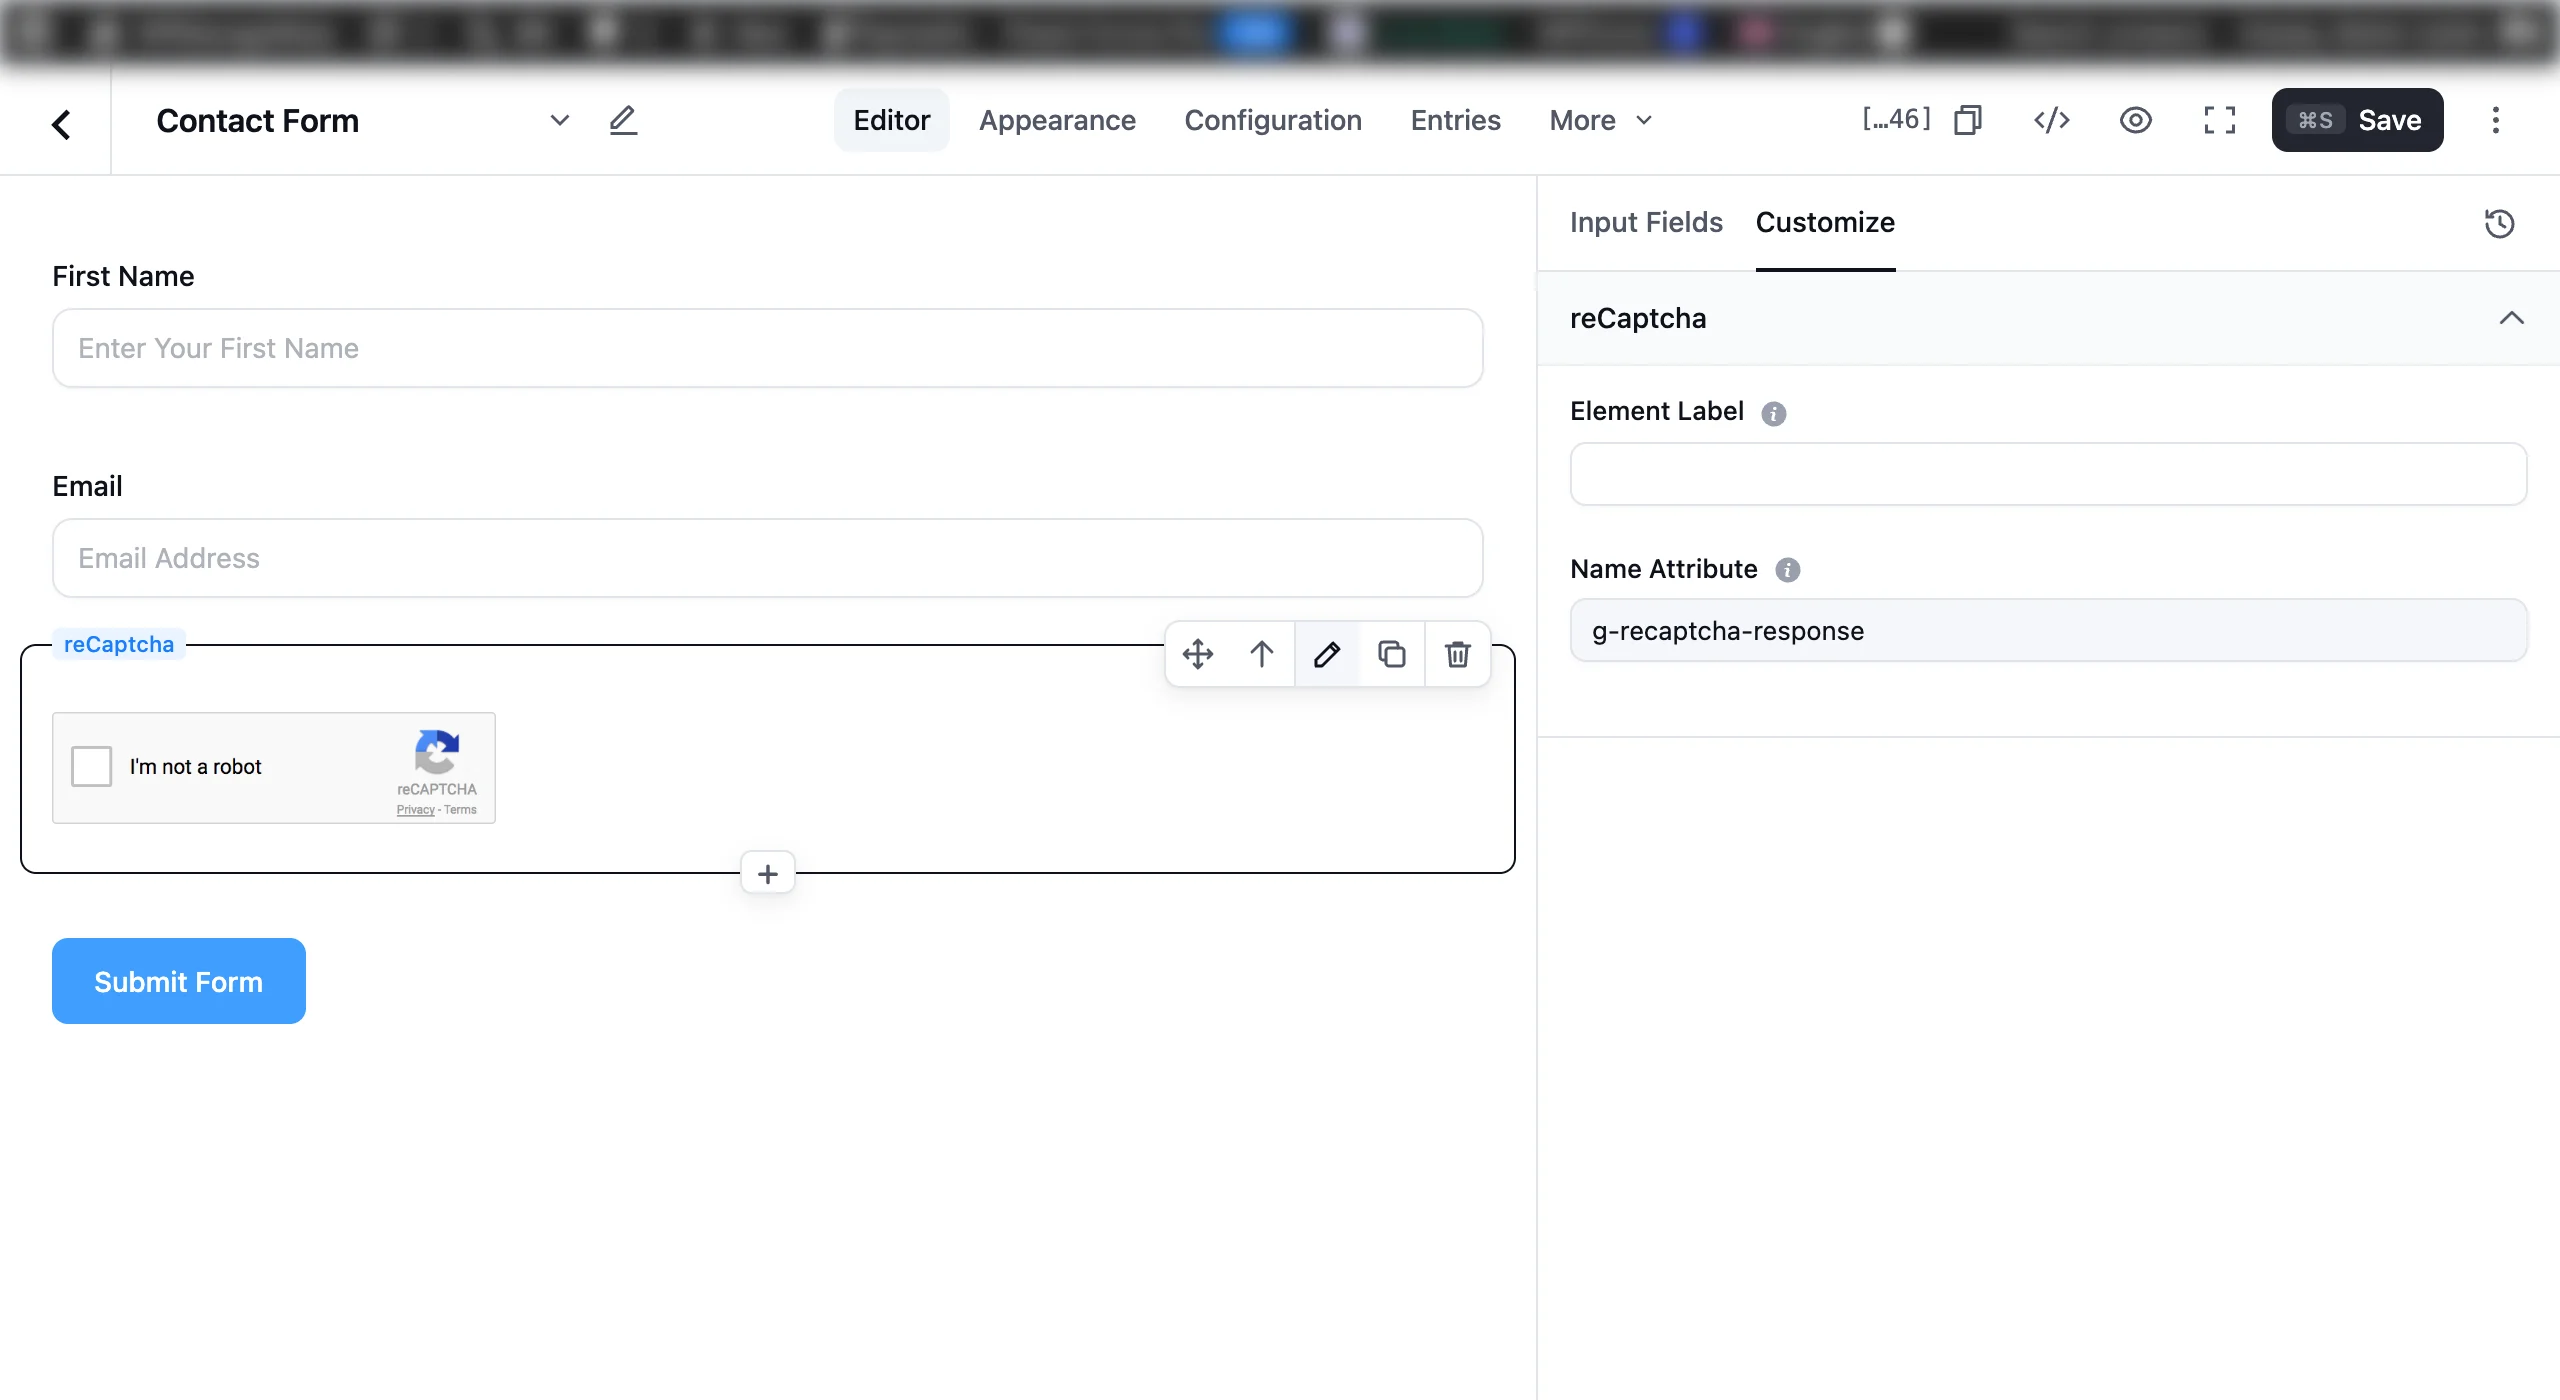 Contact Form
Editor
Appearance
Configuration
Entries
More
[...46]
⌘S Save
Input Fields
Customize
First Name
Enter Your First Name
Email
Email Address
reCaptcha
I'm not a robot
reCAPTCHA
Privacy - Terms
Submit Form
reCaptcha
Element Label
Name Attribute
g-recaptcha-response